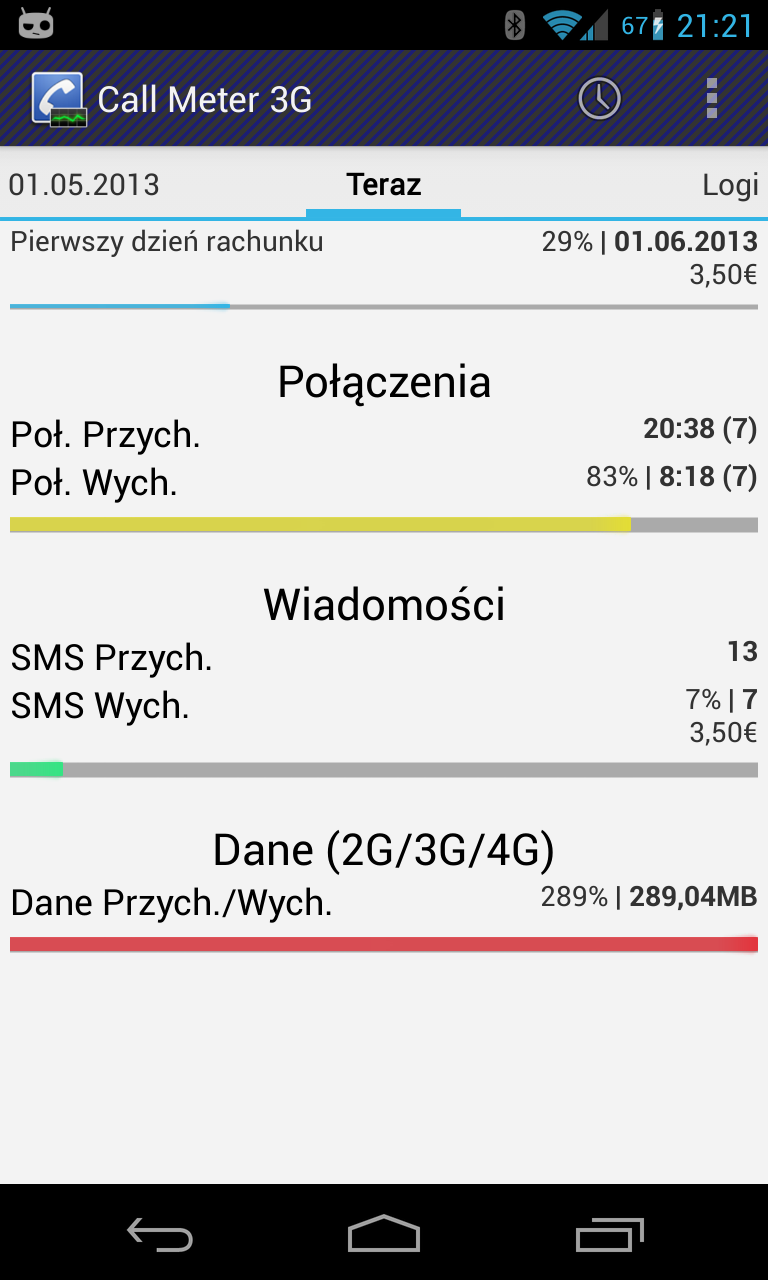 67 21:21
Call Meter 3G
01.05.2013 Teraz Logi
Pierwszy dzień rachunku 29% | 01.06.2013
3,50€
Połączenia
Poł. Przych. 20:38 (7)
Poł. Wych. 83% | 8:18 (7)
Wiadomości
SMS Przych. 13
SMS Wych. 7% | 7
3,50€
Dane (2G/3G/4G)
Dane Przych./Wych. 289% | 289,04MB